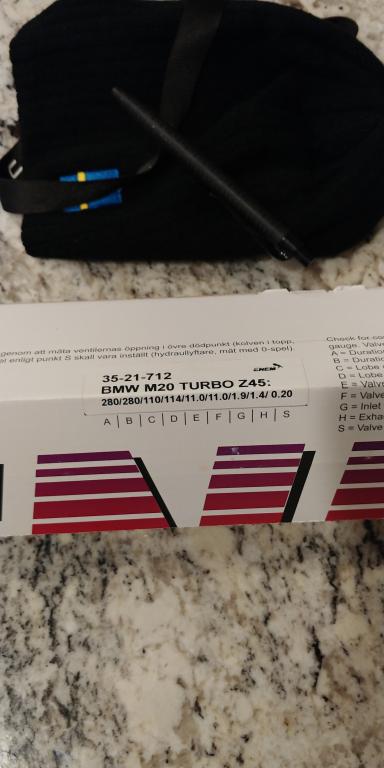 genom att mäta ventilernas öppning i övre dödpunkt (kolven i topp,
enligt punkt S skall vara inställt (hydraullyftare, mät med 0-spel).
Check for co
gauge. Valv
A = Duratio
B = Duratio
C = Lobe
D = Lobe
E = Valve
F = Valve
G = Inlet
H = Exha
S = Valve
35-21-712
ENEM
BMW M20 TURBO Z45:
280/280/110/114/11.0/11.0/1.9/1.4/ 0.20
A | B | C | D | E | F | G | H | S